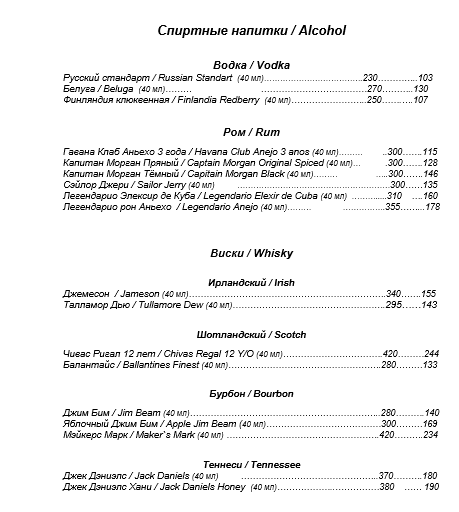 Спиртные напитки / Alcohol
Водка / Vodka
Русский стандарт / Russian Standart (40 мл)..............................230..............103
Белуга / Beluga (40 мл)......... ..............................270...........130
Финляндия клюквенная / Finlandia Redberry (40 мл)......................250..........107
Ром / Rum
Гавана Клаб Аньехо 3 года / Havana Club Anejo 3 anos (40 мл)......... ..300.......115
Капитан Морган Пряный / Captain Morgan Original Spiced (40 мл)... .300.......128
Капитан Морган Тёмный / Capitain Morgan Black (40 мл)......... .....300.......146
Сэйлор Джери / Sailor Jerry (40 мл) ..............................300......135
Легендарио Элексир де Куба / Legendario Elexir de Cuba (40 мл) ............310 ....160
Легендарио рон Аньехо / Legendario Anejo (40 мл)......... ..............355.......178
Виски / Whisky
Ирландский / Irish
Джемесон / Jameson (40 мл)..............................340.......155
Талламор Дью / Tullamore Dew (40 мл)..............................295......143
Шотландский / Scotch
Чивас Ригал 12 лет / Chivas Regal 12 Y/O (40 мл)..............................420.........244
Балантайс / Ballantines Finest (40 мл)..............................280.........133
Бурбон / Bourbon
Джим Бим / Jim Beam (40 мл)..............................280.........140
Яблочный Джим Бим / Apple Jim Beam (40 мл)..............................300.........169
Мэйкерс Марк / Maker's Mark (40 мл) ..............................420.........234
Теннеси / Tennessee
Джек Дэниэлс / Jack Daniels (40 мл) ..............................370.........180
Джек Дэниэлс Хани / Jack Daniels Honey (40 мл)..............................380 ...... 190